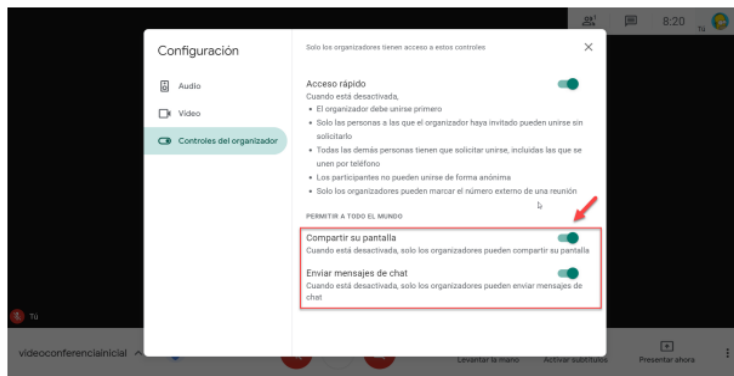 1
8:20
Tú
Configuración
Solo los organizadores tienen acceso a estos controles
Audio
Vídeo
Controles del organizador
Acceso rápido
Cuando está desactivada,
• El organizador debe unirse primero
• Solo las personas a las que el organizador haya invitado pueden unirse sin
solicitarlo
• Todas las demás personas tienen que solicitar unirse, incluidas las que se
unen por teléfono
• Los participantes no pueden unirse de forma anónima
• Solo los organizadores pueden marcar el número externo de una reunión
PERMITIR A TODO EL MUNDO
Compartir su pantalla
Cuando está desactivada, solo los organizadores pueden compartir su pantalla
Enviar mensajes de chat
Cuando está desactivada, solo los organizadores pueden enviar mensajes de
chat
Tú
videoconferenciainicial
Levantar la mano
Activar subtítulos
Presentar ahora